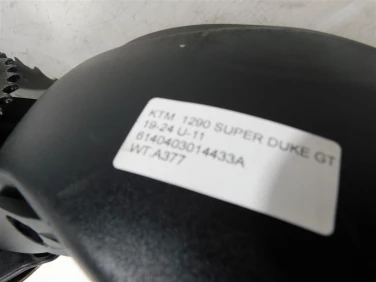 KTM 1290 SUPER DUKE GT
19-24 U-11
6140403014433A
WT.A377